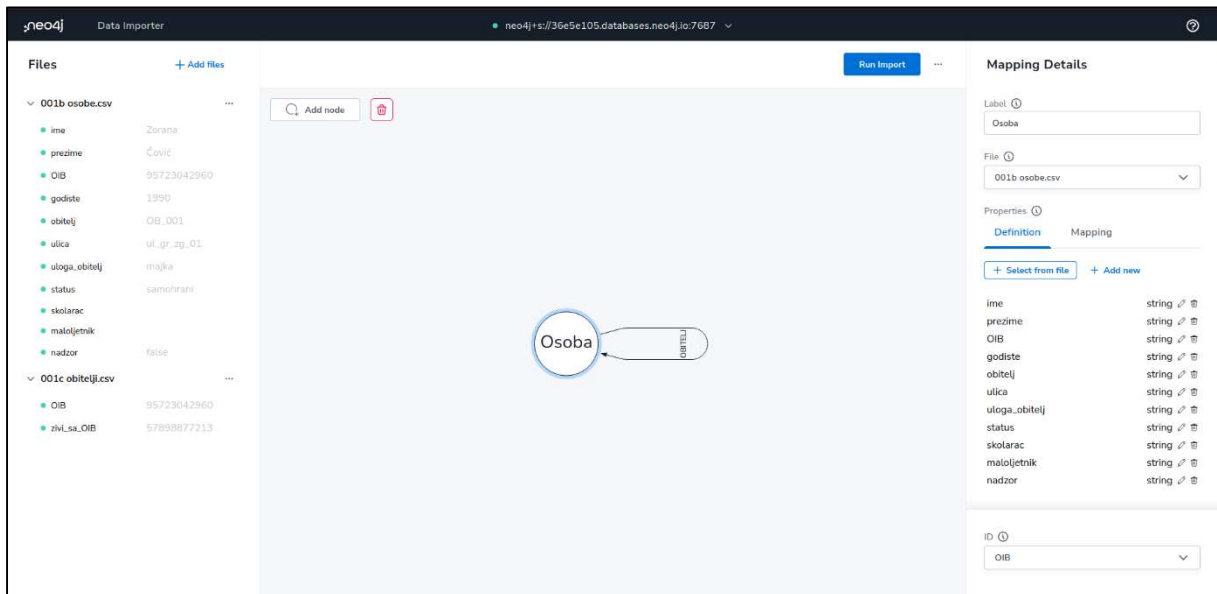 neo4j
Data Importer
neo4j+s://36e5e105.databases.neo4j.io:7687
Files
+ Add files
001b osobe.csv
ime Zorana
prezime Čović
OIB 95723042960
godiste 1990
obitelj OB_001
ulica ul_gr_zg_01
uloga_obitelj majka
status samohrani
skolarac
maloljetnik
nadzor false
001c obitelji.csv
OIB 95723042960
zivi_sa_OIB 57898877213
Run Import
Add node
Osoba
OBITELJ
Mapping Details
Label
Osoba
File
001b osobe.csv
Properties
Definition Mapping
+ Select from file + Add new
ime string
prezime string
OIB string
godiste string
obitelj string
ulica string
uloga_obitelj string
status string
skolarac string
maloljetnik string
nadzor string
ID
OIB